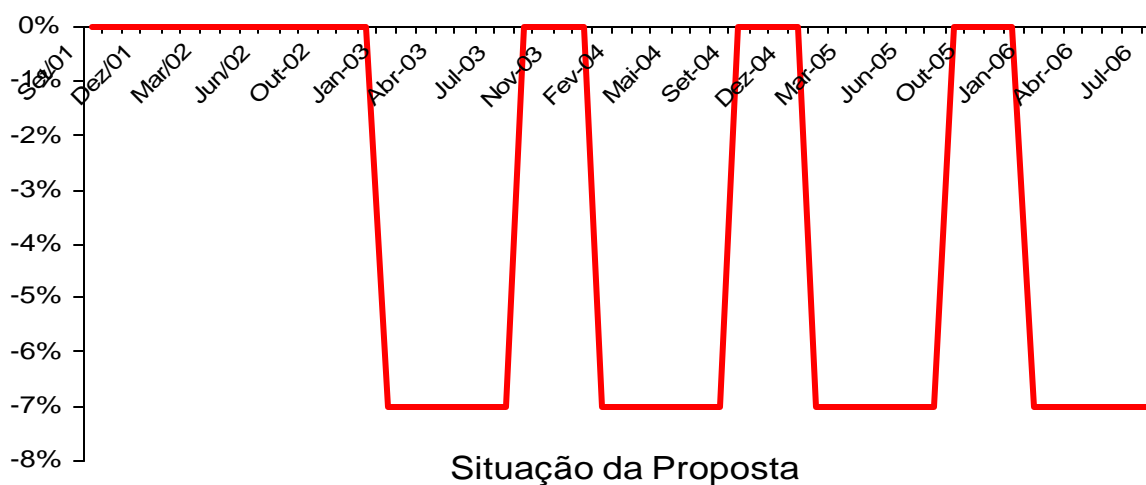 0%
-1%
-2%
-3%
-4%
-5%
-6%
-7%
-8%
Set/01
Dez/01
Mar/02
Jun/02
Out-02
Jan-03
Abr-03
Jul-03
Nov-03
Fev-04
Mai-04
Set-04
Dez-04
Mar-05
Jun-05
Out-05
Jan-06
Abr-06
Jul-06
Situação da Proposta